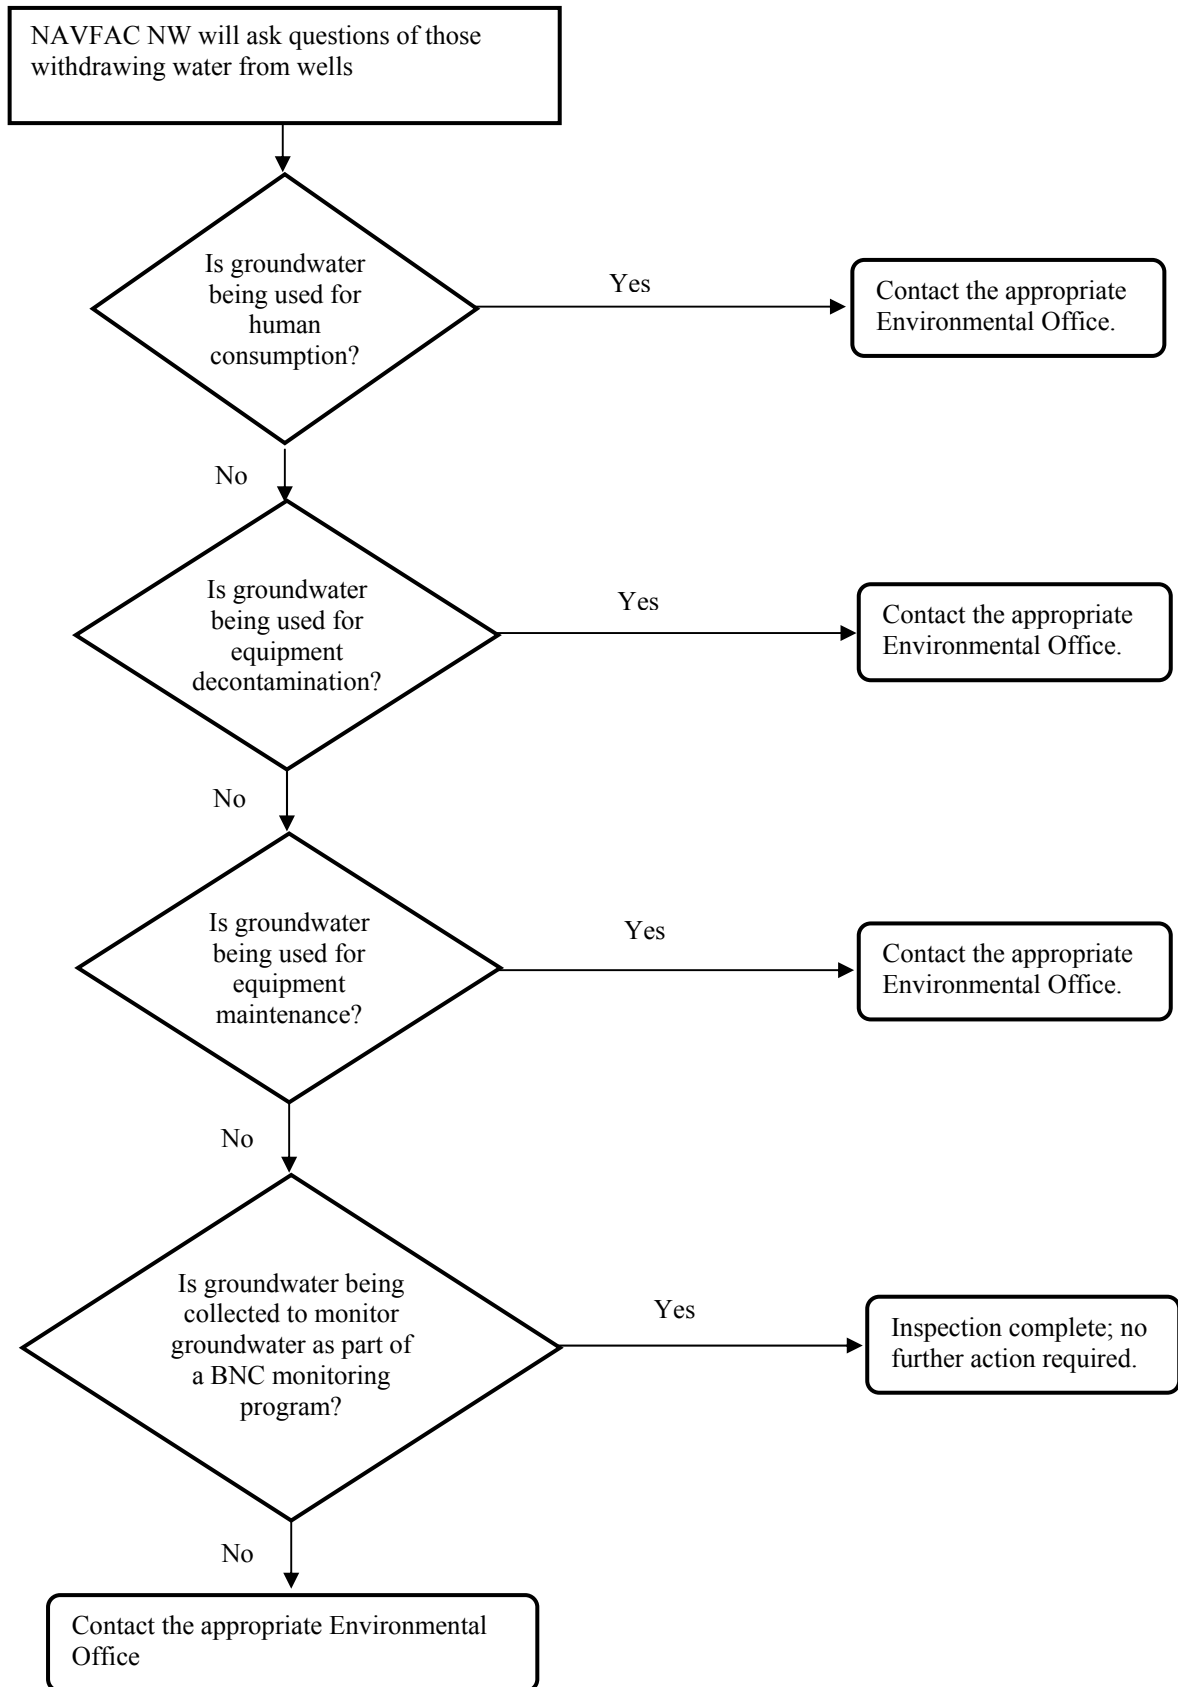 NAVFAC NW will ask questions of those
withdrawing water from wells
Is groundwater
being used for
human
consumption?
Yes
Contact the appropriate
Environmental Office.
No
Is groundwater
being used for
equipment
decontamination?
Yes
Contact the appropriate
Environmental Office.
No
Is groundwater
being used for
equipment
maintenance?
Yes
Contact the appropriate
Environmental Office.
No
Is groundwater being
collected to monitor
groundwater as part of
a BNC monitoring
program?
Yes
Inspection complete; no
further action required.
No
Contact the appropriate Environmental
Office